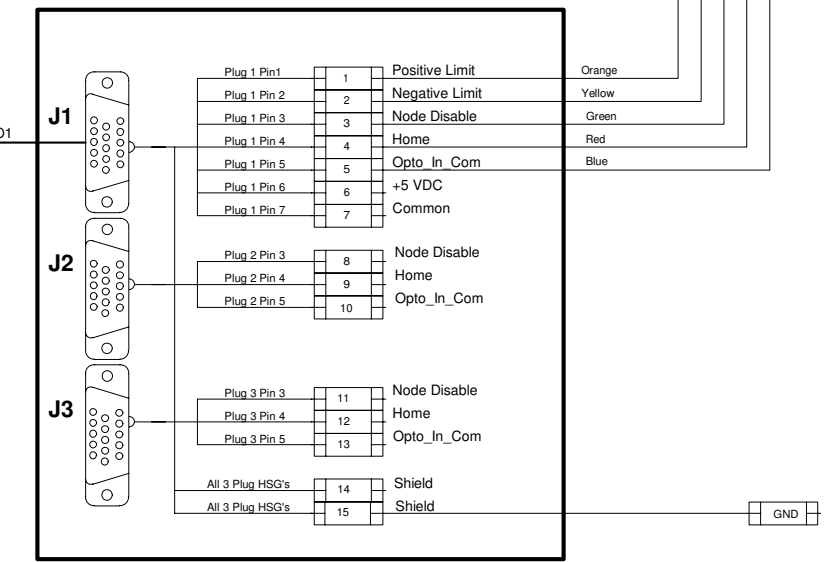 Plug 1 Pin1 1 Positive Limit Orange
Plug 1 Pin 2 2 Negative Limit Yellow
J1 Plug 1 Pin 3 3 Node Disable Green
Plug 1 Pin 4 4 Home Red
Plug 1 Pin 5 5 Opto_In_Com Blue
Plug 1 Pin 6 6 +5 VDC
Plug 1 Pin 7 7 Common
J2 Plug 2 Pin 3 8 Node Disable
Plug 2 Pin 4 9 Home
Plug 2 Pin 5 10 Opto_In_Com
J3 Plug 3 Pin 3 11 Node Disable
Plug 3 Pin 4 12 Home
Plug 3 Pin 5 13 Opto_In_Com
All 3 Plug HSG's 14 Shield
All 3 Plug HSG's 15 Shield GND